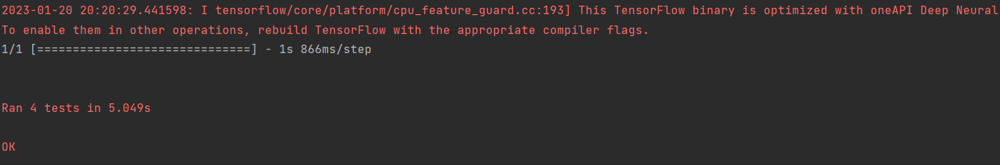 2023-01-20 20:20:29.441598: I tensorflow/core/platform/cpu_feature_guard.cc:193] This TensorFlow binary is optimized with oneAPI Deep Neural
To enable them in other operations, rebuild TensorFlow with the appropriate compiler flags.
1/1 [==============================] - 1s 866ms/step
Ran 4 tests in 5.049s
OK